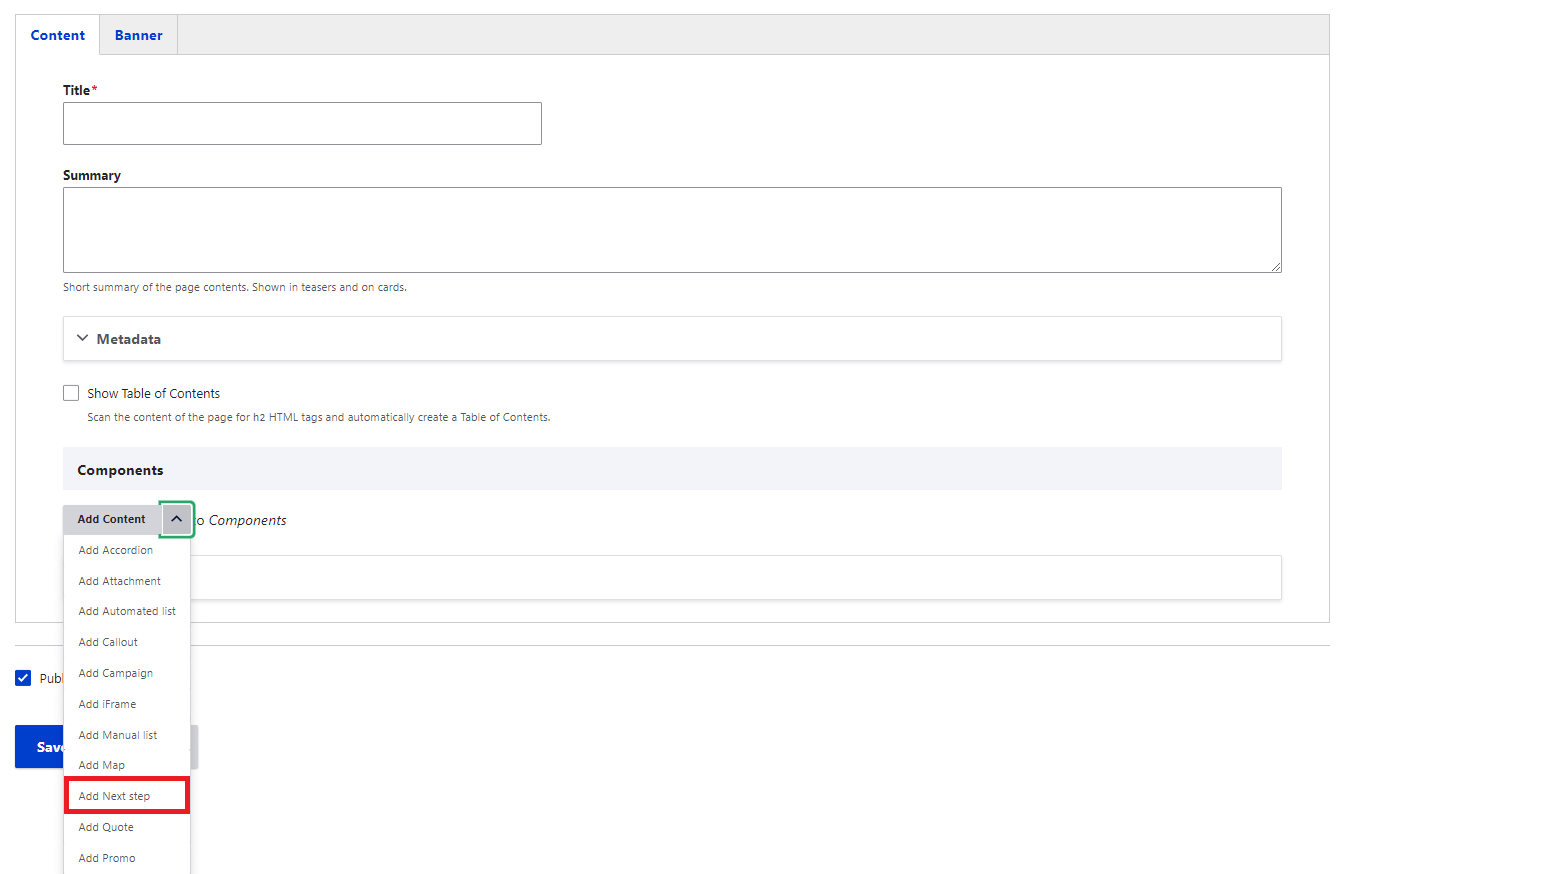 Content Banner
Title*
Summary
Short summary of the page contents. Shown in teasers and on cards.
Metadata
Show Table of Contents
Scan the content of the page for h2 HTML tags and automatically create a Table of Contents.
Components
Add Content o Components
Add Accordion
Add Attachment
Add Automated list
Add Callout
Add Campaign
Publ
Add iFrame
Add Manual list
Save
Add Map
Add Next step
Add Quote
Add Promo